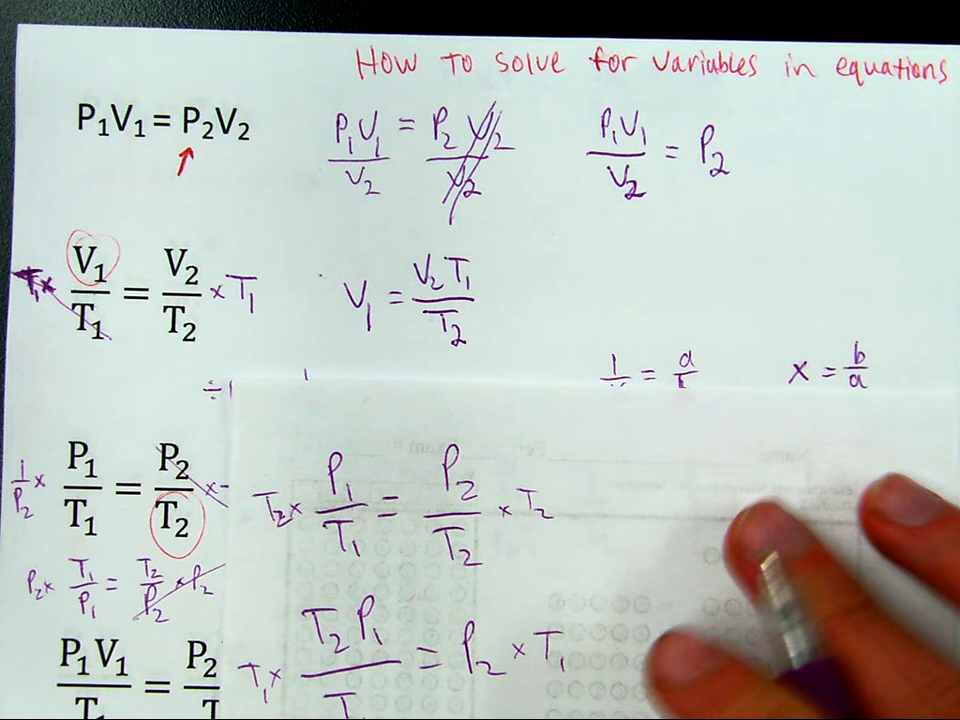 How to solve for variables in equations
P₁V₁ = P₂V₂ P₁V₁/V₂ = P₂V₂/V₂ P₁V₁/V₂ = P₂
T₁ × V₁/T₁ = V₂/T₂ × T₁ V₁ = V₂T₁/T₂
x = b/a
1/P₂ × P₁/T₁ = P₂/T₂ × T₂ × P₁/T₁ = P₂/T₂ × T₂
P₂ × T₁/P₁ = T₂/P₂ × P₂
P₁V₁/T = P₂/T T₁ × T₂P₁/T = P₂ × T₁